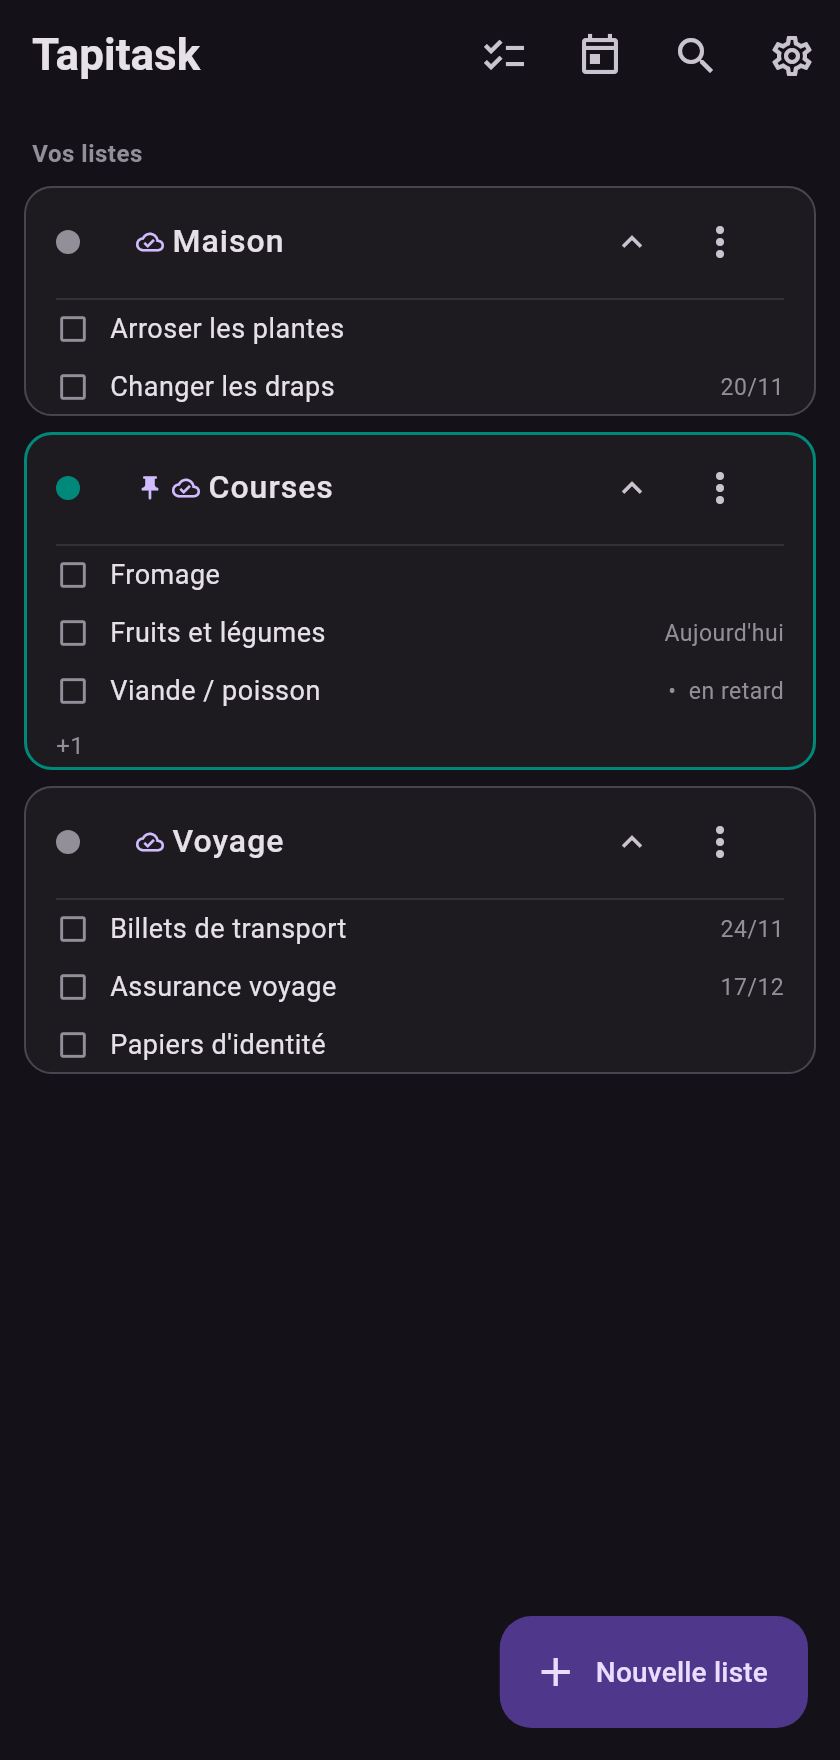 Tapitask
Vos listes
Maison
Arroser les plantes
Changer les draps 20/11
Courses
Fromage
Fruits et légumes Aujourd'hui
Viande / poisson • en retard
+1
Voyage
Billets de transport 24/11
Assurance voyage 17/12
Papiers d'identité
Nouvelle liste